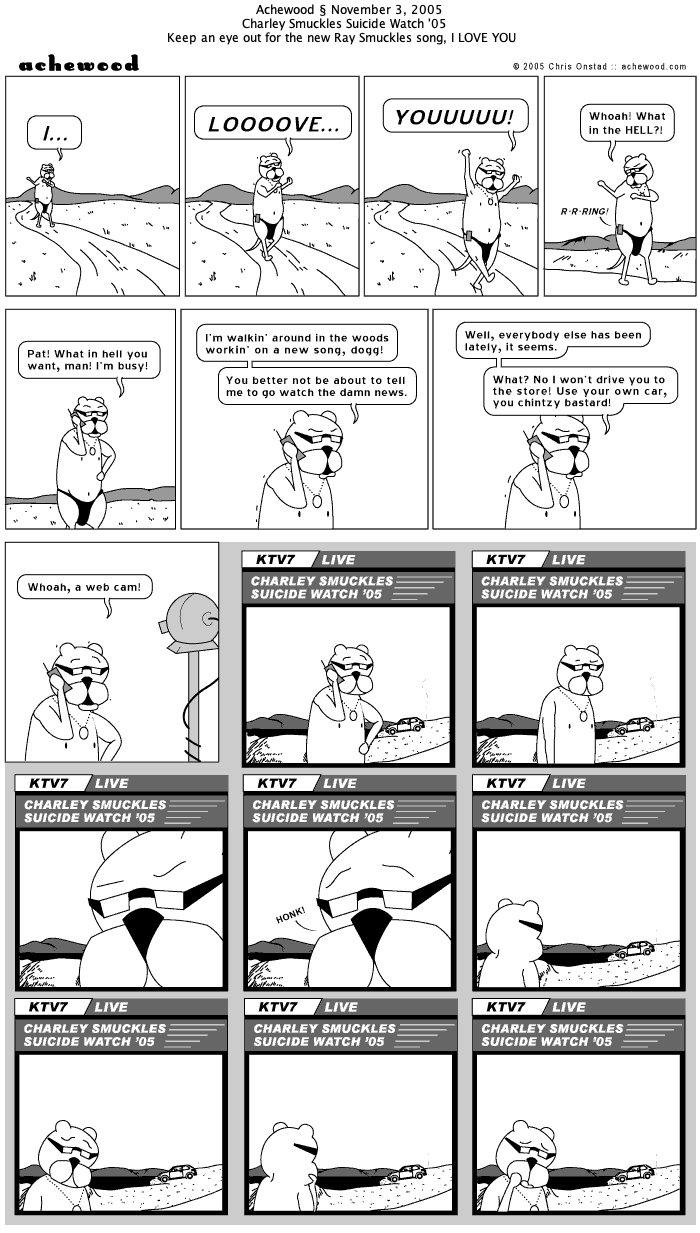 Achewood § November 3, 2005
Charley Smuckles Suicide Watch '05
Keep an eye out for the new Ray Smuckles song, I LOVE YOU
achewood
© 2005 Chris Onstad :: achewood.com
I...
LOOOOVE...
YOUUUUU!
Whoah! What
in the HELL?!
R-R-RING!
Pat! What in hell you
want, man! I'm busy!
I'm walkin' around in the woods
workin' on a new song, dogg!
You better not be about to tell
me to go watch the damn news.
Well, everybody else has been
lately, it seems.
What? No I won't drive you to
the store! Use your own car,
you chintzy bastard!
Whoah, a web cam!
KTV7 LIVE
CHARLEY SMUCKLES
SUICIDE WATCH '05
KTV7 LIVE
CHARLEY SMUCKLES
SUICIDE WATCH '05
KTV7 LIVE
CHARLEY SMUCKLES
SUICIDE WATCH '05
KTV7 LIVE
CHARLEY SMUCKLES
SUICIDE WATCH '05
HONK!
KTV7 LIVE
CHARLEY SMUCKLES
SUICIDE WATCH '05
KTV7 LIVE
CHARLEY SMUCKLES
SUICIDE WATCH '05
KTV7 LIVE
CHARLEY SMUCKLES
SUICIDE WATCH '05
KTV7 LIVE
CHARLEY SMUCKLES
SUICIDE WATCH '05